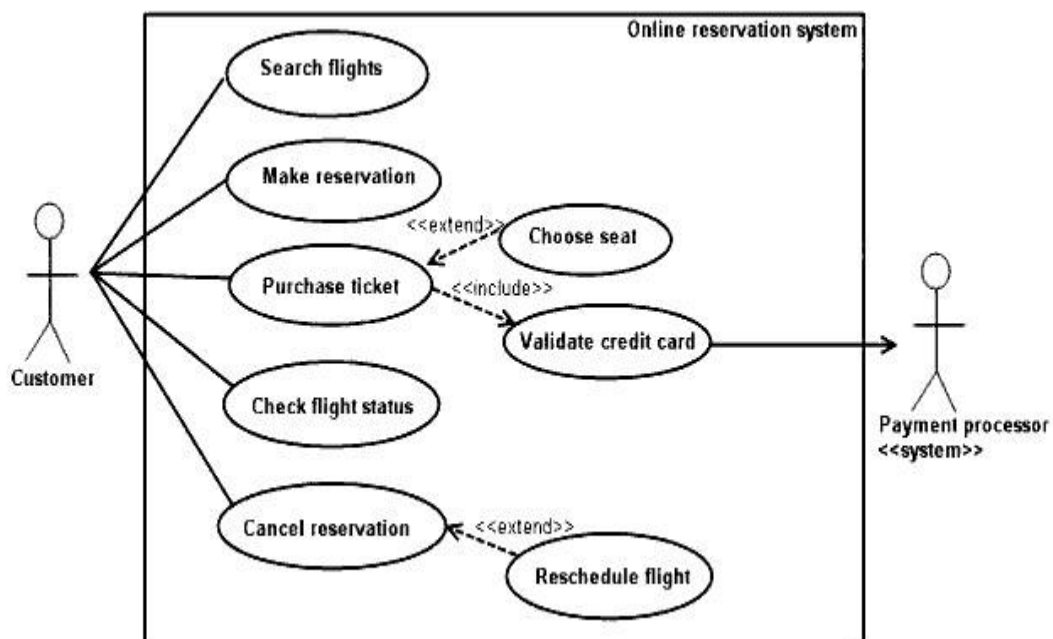 Online reservation system
Search flights
Make reservation
<<extend>>
Choose seat
Purchase ticket
<<include>>
Validate credit card
Customer
Check flight status
Payment processor
<<system>>
Cancel reservation
<<extend>>
Reschedule flight